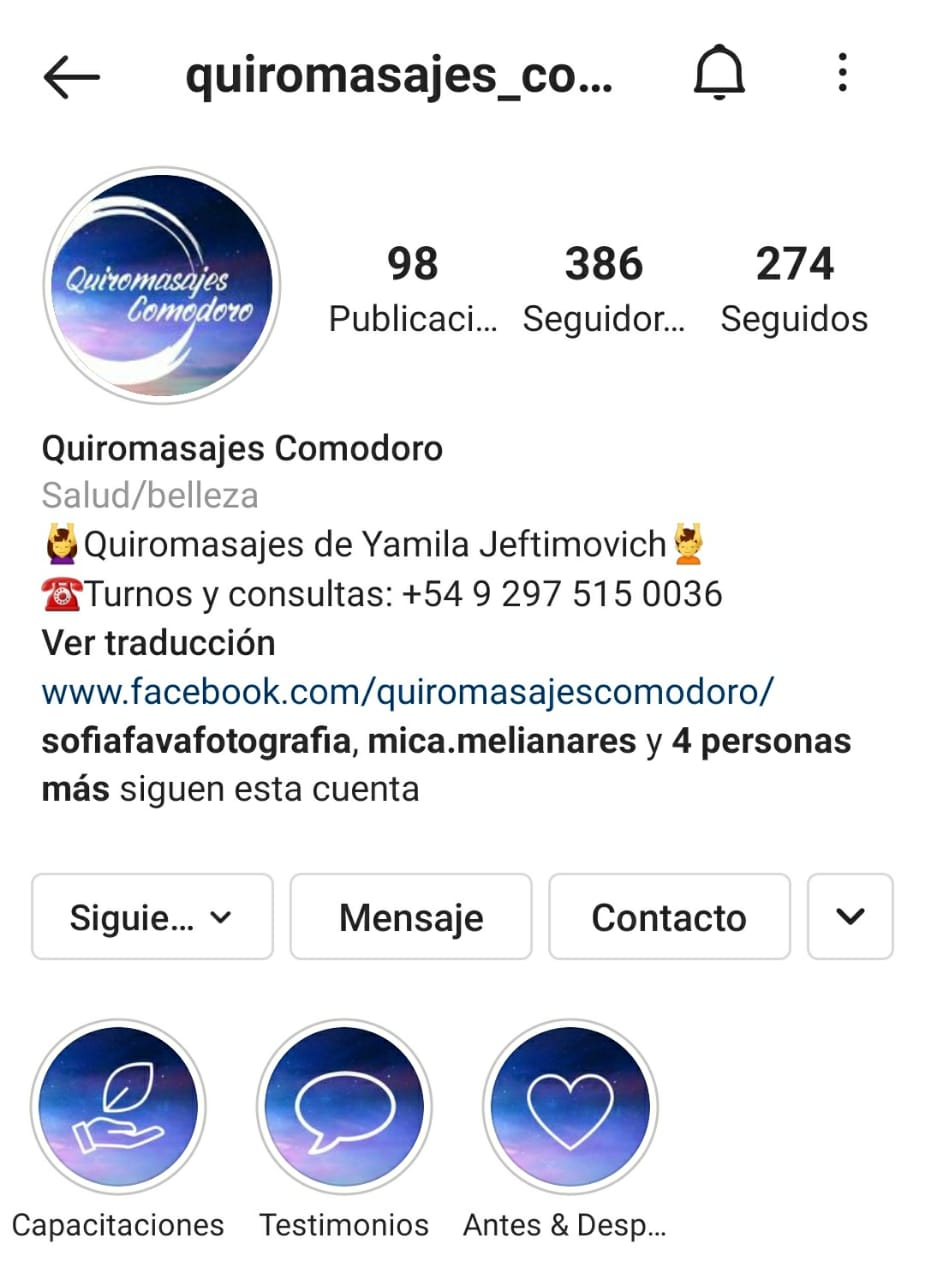 quiromasajes_co...
Quiromasajes
Comodoro
98
386
274
Publicaci...
Seguidor...
Seguidos
Quiromasajes Comodoro
Salud/belleza
💆‍♀️Quiromasajes de Yamila Jeftimovich💆
☎️Turnos y consultas: +54 9 297 515 0036
Ver traducción
www.facebook.com/quiromasajescomodoro/
sofiafavafotografia, mica.melianares y 4 personas
más siguen esta cuenta
Siguie...
Mensaje
Contacto
Capacitaciones
Testimonios
Antes & Desp...